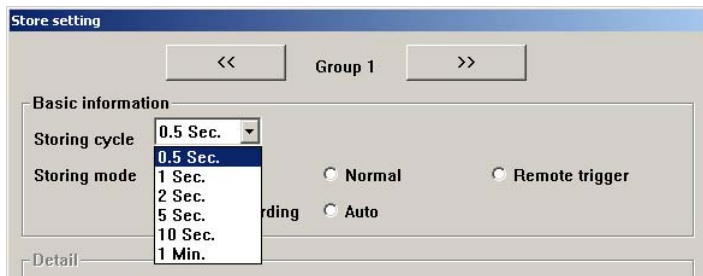 Store setting
<< Group 1 >>
Basic information
Storing cycle 0.5 Sec.
0.5 Sec.
Storing mode 1 Sec. Normal Remote trigger
2 Sec.
5 Sec. rding Auto
10 Sec.
1 Min.
Detail